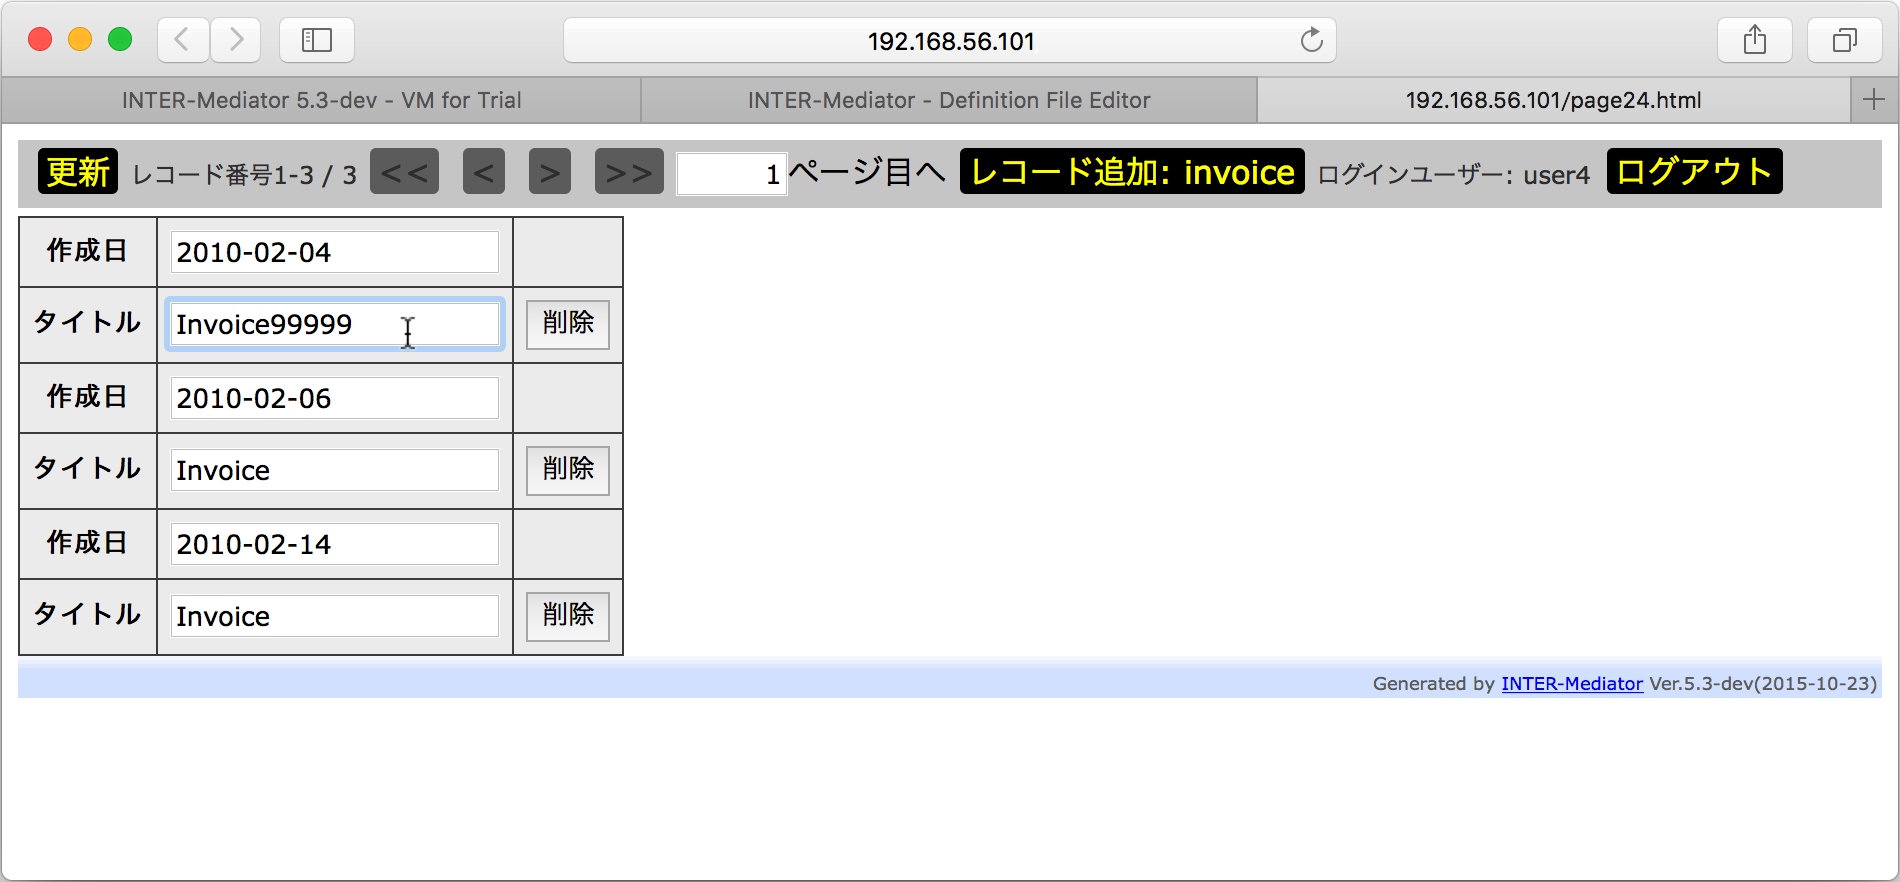 192.168.56.101
INTER-Mediator 5.3-dev - VM for Trial INTER-Mediator - Definition File Editor 192.168.56.101/page24.html
更新 レコード番号1-3 / 3 << < > >> 1 ページ目へ レコード追加: invoice ログインユーザー: user4 ログアウト
作成日 2010-02-04
タイトル Invoice99999 削除
作成日 2010-02-06
タイトル Invoice 削除
作成日 2010-02-14
タイトル Invoice 削除
Generated by INTER-Mediator Ver.5.3-dev(2015-10-23)